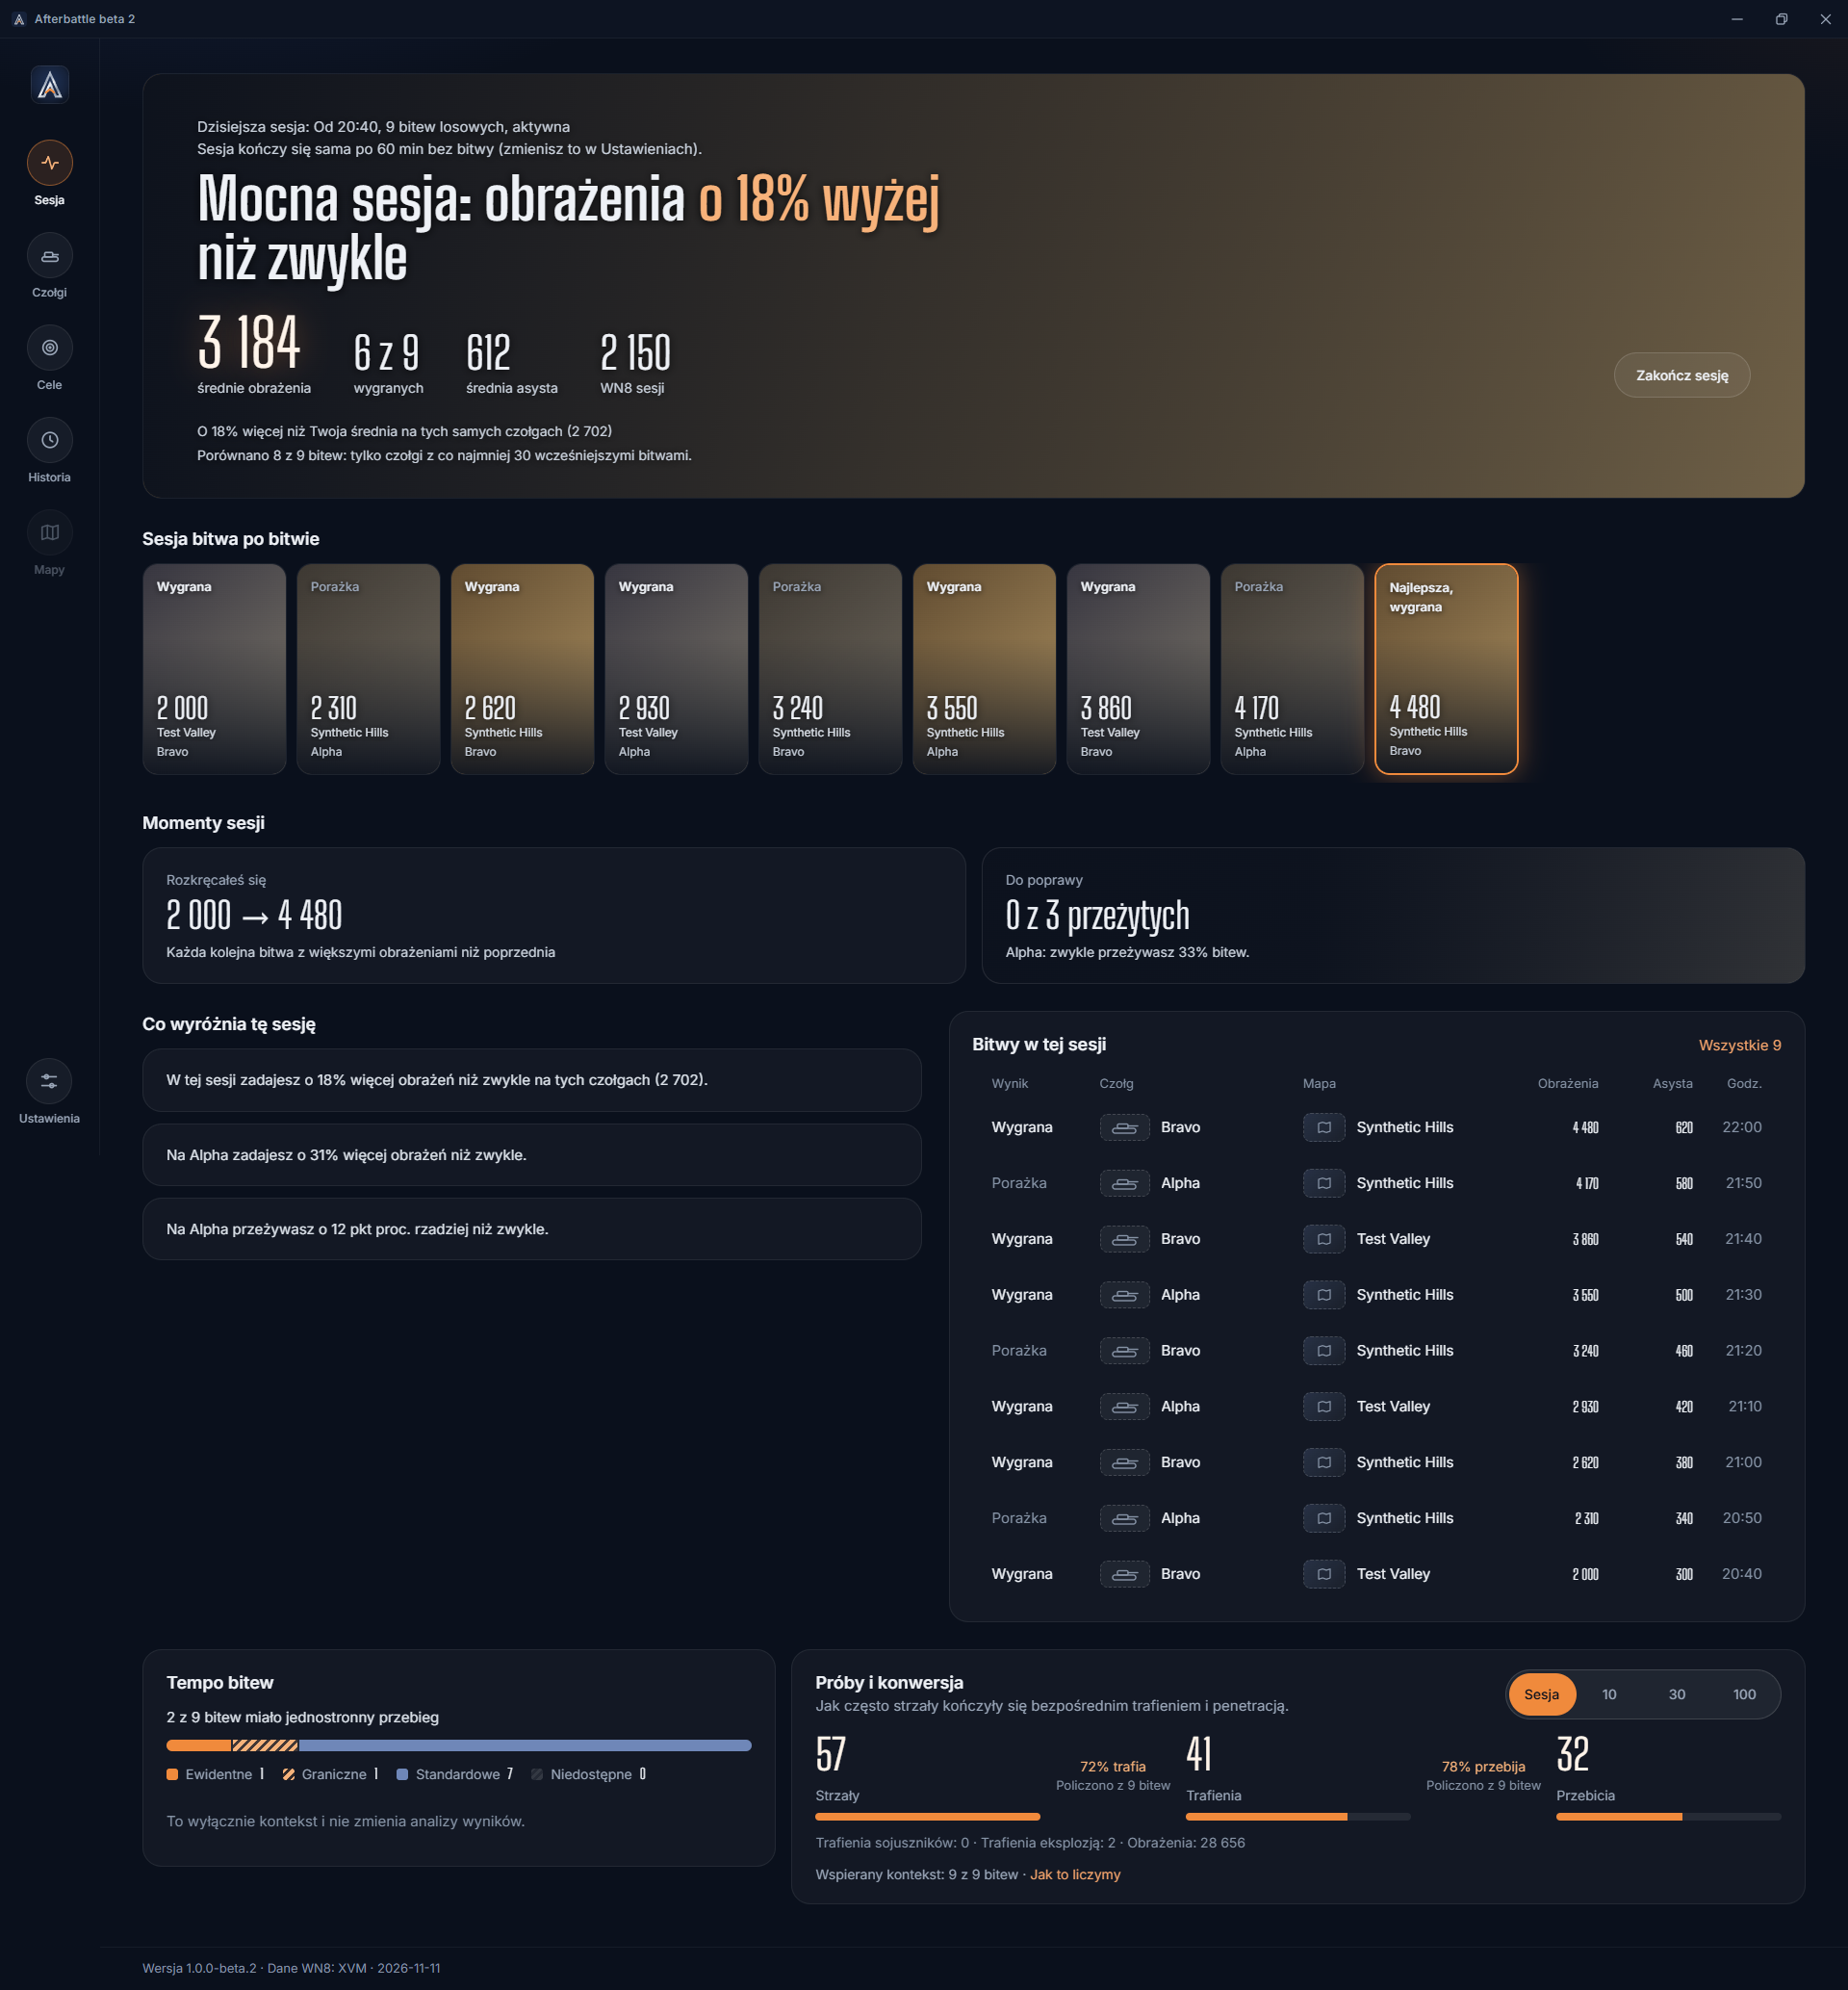 Afterbattle beta 2
Sesja
Czołgi
Cele
Historia
Mapy
Ustawienia
Dzisiejsza sesja: Od 20:40, 9 bitew losowych, aktywna
Sesja kończy się sama po 60 min bez bitwy (zmienisz to w Ustawieniach).
Mocna sesja: obrażenia o 18% wyżej
niż zwykle
3 184 6 z 9 612 2 150
średnie obrażenia wygranych średnia asysta WN8 sesji
Zakończ sesję
O 18% więcej niż Twoja średnia na tych samych czołgach (2 702)
Porównano 8 z 9 bitew: tylko czołgi z co najmniej 30 wcześniejszymi bitwami.
Sesja bitwa po bitwie
Wygrana
2 000
Test Valley
Bravo
Porażka
2 310
Synthetic Hills
Alpha
Wygrana
2 620
Synthetic Hills
Bravo
Wygrana
2 930
Test Valley
Alpha
Porażka
3 240
Synthetic Hills
Bravo
Wygrana
3 550
Synthetic Hills
Alpha
Wygrana
3 860
Test Valley
Bravo
Porażka
4 170
Synthetic Hills
Alpha
Najlepsza,
wygrana
4 480
Synthetic Hills
Bravo
Momenty sesji
Rozkręcałeś się
2 000 → 4 480
Każda kolejna bitwa z większymi obrażeniami niż poprzednia
Do poprawy
0 z 3 przeżytych
Alpha: zwykle przeżywasz 33% bitew.
Co wyróżnia tę sesję
W tej sesji zadajesz o 18% więcej obrażeń niż zwykle na tych czołgach (2 702).
Na Alpha zadajesz o 31% więcej obrażeń niż zwykle.
Na Alpha przeżywasz o 12 pkt proc. rzadziej niż zwykle.
Bitwy w tej sesji Wszystkie 9
Wynik Czołg Mapa Obrażenia Asysta Godz.
Wygrana Bravo Synthetic Hills 4 480 620 22:00
Porażka Alpha Synthetic Hills 4 170 580 21:50
Wygrana Bravo Test Valley 3 860 540 21:40
Wygrana Alpha Synthetic Hills 3 550 500 21:30
Porażka Bravo Synthetic Hills 3 240 460 21:20
Wygrana Alpha Test Valley 2 930 420 21:10
Wygrana Bravo Synthetic Hills 2 620 380 21:00
Porażka Alpha Synthetic Hills 2 310 340 20:50
Wygrana Bravo Test Valley 2 000 300 20:40
Tempo bitew
2 z 9 bitew miało jednostronny przebieg
Ewidentne 1 Graniczne 1 Standardowe 7 Niedostępne 0
To wyłącznie kontekst i nie zmienia analizy wyników.
Próby i konwersja
Jak często strzały kończyły się bezpośrednim trafieniem i penetracją.
Sesja 10 30 100
57
Strzały
72% trafia
Policzono z 9 bitew
41
Trafienia
78% przebija
Policzono z 9 bitew
32
Przebicia
Trafienia sojuszników: 0 · Trafienia eksplozją: 2 · Obrażenia: 28 656
Wspierany kontekst: 9 z 9 bitew · Jak to liczymy
Wersja 1.0.0-beta.2 · Dane WN8: XVM · 2026-11-11